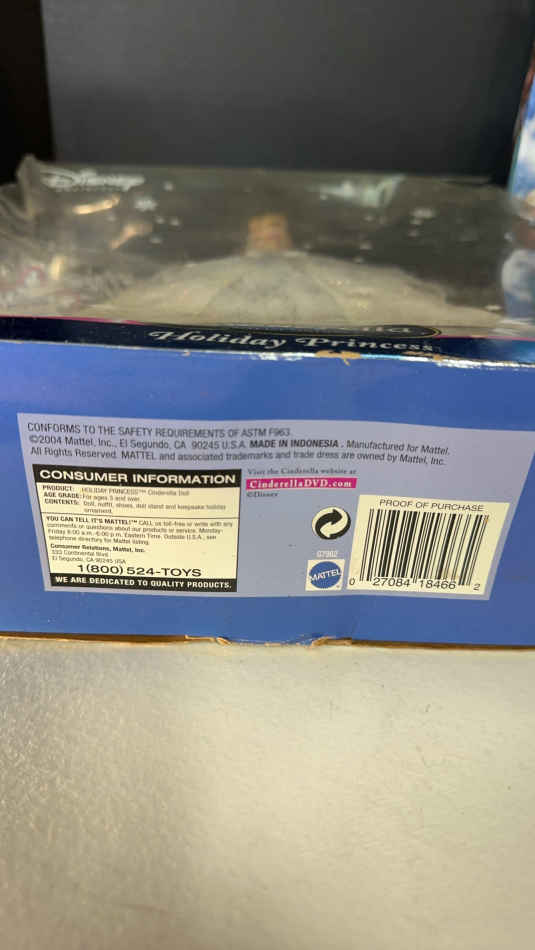 Disney
Holiday Princess
CONFORMS TO THE SAFETY REQUIREMENTS OF ASTM F963.
©2004 Mattel, Inc., El Segundo, CA 90245 U.S.A. MADE IN INDONESIA. Manufactured for Mattel.
All Rights Reserved. MATTEL and associated trademarks and trade dress are owned by Mattel, Inc.
CONSUMER INFORMATION
PRODUCT: HOLIDAY PRINCESS™ Cinderella Doll
AGE GRADE: For ages 3 and over.
CONTENTS: Doll, outfit, shoes, doll stand and keepsake holiday
ornament.
YOU CAN TELL IT'S MATTEL!™ CALL us toll-free or write with any
comments or questions about our products or service. Monday-
Friday 8:00 a.m.-6:00 p.m. Eastern Time. Outside U.S.A., see
telephone directory for Mattel listing.
Consumer Relations, Mattel, Inc.
333 Continental Blvd.
El Segundo, CA 90245 USA
1(800) 524-TOYS
WE ARE DEDICATED TO QUALITY PRODUCTS.
Visit the Cinderella website at
CinderellaDVD.com
©Disney
G7962
MATTEL
PROOF OF PURCHASE
0 27084 18466 2